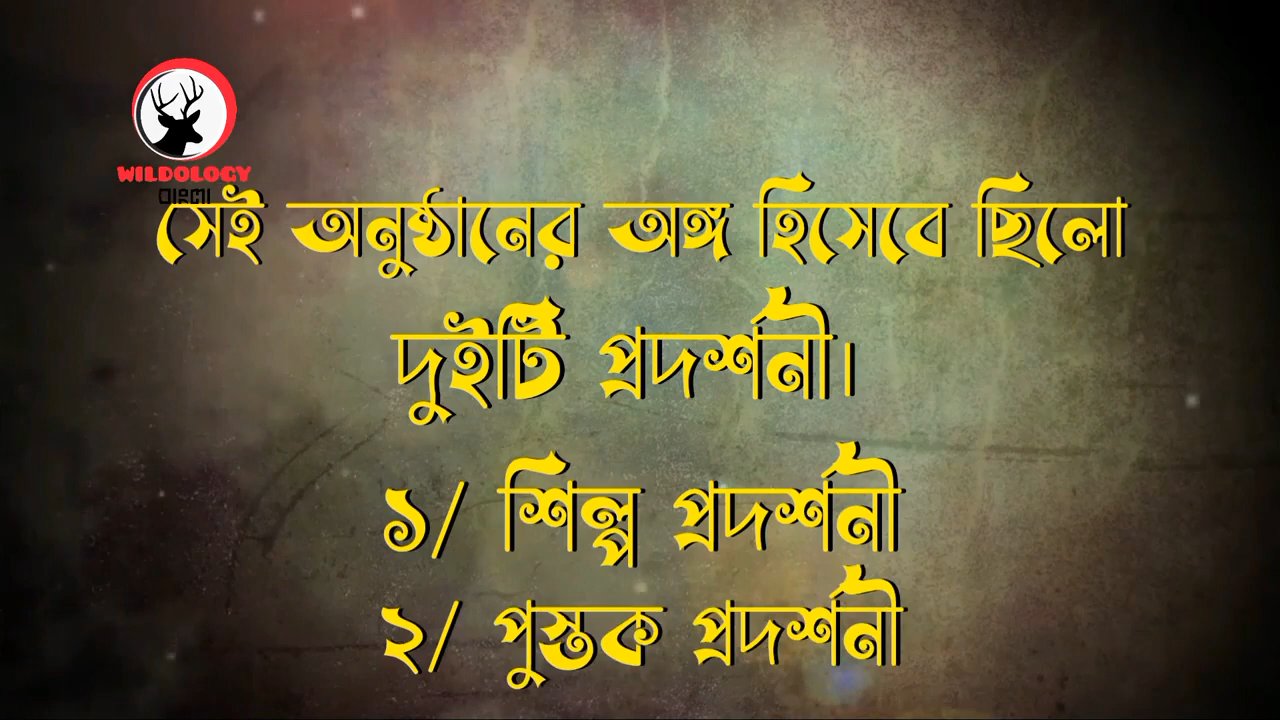 WILDOLOGY
বাংলা
সেই অনুষ্ঠানের অঙ্গ হিসেবে ছিলো
দুইটি প্রদর্শনী।
১/ শিল্প প্রদর্শনী
২/ পুস্তক প্রদর্শনী